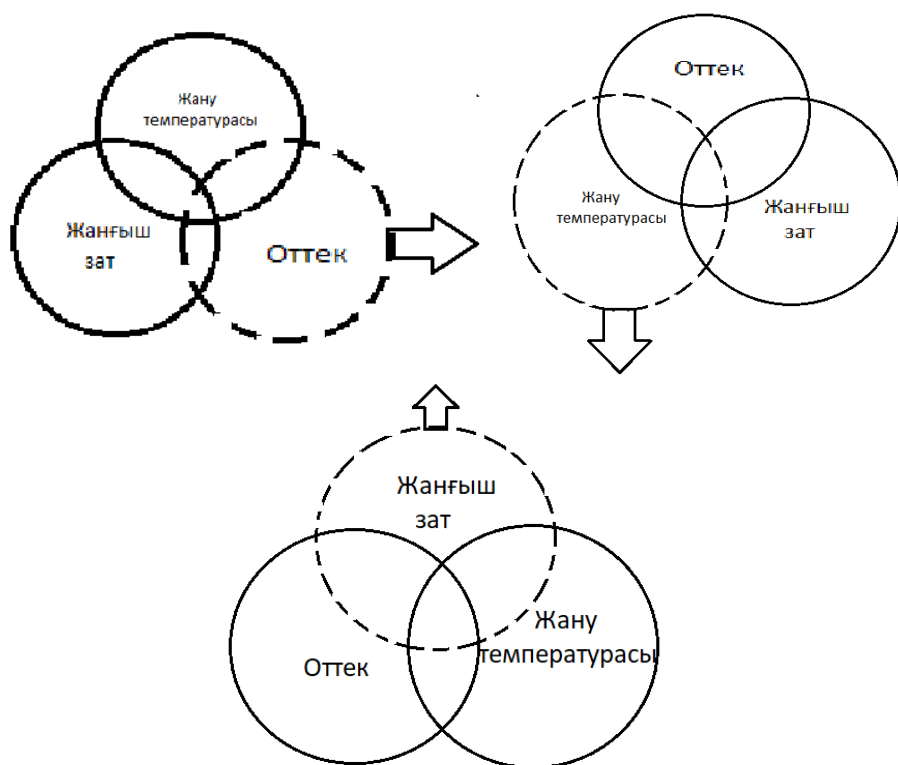 Жану
температурасы
Жанғыш
зат
Оттек
Оттек
Жану
температурасы
Жанғыш
зат
Жанғыш
зат
Оттек
Жану
температурасы